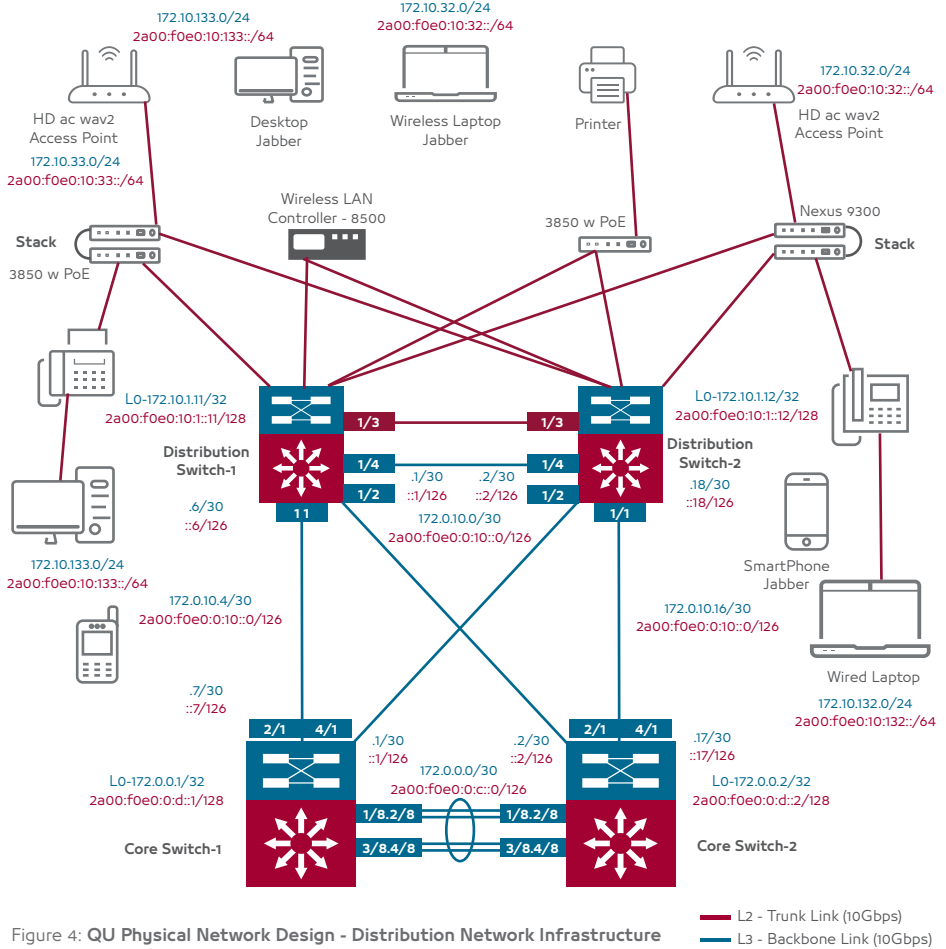 172.10.133.0/24
2a00:f0e0:10:133::/64
172.10.32.0/24
2a00:f0e0:10:32::/64
172.10.32.0/24
2a00:f0e0:10:32::/64
HD ac wav2
Access Point
Desktop
Jabber
Wireless Laptop
Jabber
Printer
HD ac wav2
Access Point
172.10.33.0/24
2a00:f0e0:10:33::/64
Wireless LAN
Controller - 8500
3850 w PoE
Nexus 9300
Stack
Stack
3850 w PoE
L0-172.10.1.11/32
2a00:f0e0:10:1::11/128
L0-172.10.1.12/32
2a00:f0e0:10:1::12/128
1/3
1/3
Distribution
Switch-1
Distribution
Switch-2
1/4
1/4
.1/30
::1/126
.2/30
::2/126
1/2
1/2
.6/30
::6/126
1 1
1/1
.18/30
::18/126
172.0.10.0/30
2a00:f0e0:0:10::0/126
172.10.133.0/24
2a00:f0e0:10:133::/64
SmartPhone
Jabber
172.0.10.4/30
2a00:f0e0:0:10::0/126
172.0.10.16/30
2a00:f0e0:0:10::0/126
Wired Laptop
172.10.132.0/24
2a00:f0e0:10:132::/64
.7/30
::7/126
2/1 4/1
2/1 4/1
.1/30
::1/126
.2/30
::2/126
.17/30
::17/126
172.0.0.0/30
2a00:f0e0:0:c::0/126
L0-172.0.0.1/32
2a00:f0e0:0:d::1/128
L0-172.0.0.2/32
2a00:f0e0:0:d::2/128
1/8.2/8
1/8.2/8
Core Switch-1
3/8.4/8
3/8.4/8
Core Switch-2
L2 - Trunk Link (10Gbps)
L3 - Backbone Link (10Gbps)
Figure 4: QU Physical Network Design - Distribution Network Infrastructure